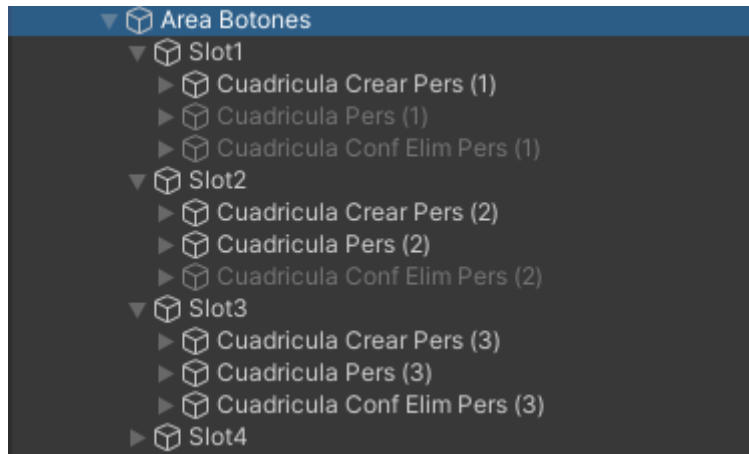 Area Botones
Slot1
Cuadricula Crear Pers (1)
Cuadricula Pers (1)
Cuadricula Conf Elim Pers (1)
Slot2
Cuadricula Crear Pers (2)
Cuadricula Pers (2)
Cuadricula Conf Elim Pers (2)
Slot3
Cuadricula Crear Pers (3)
Cuadricula Pers (3)
Cuadricula Conf Elim Pers (3)
Slot4